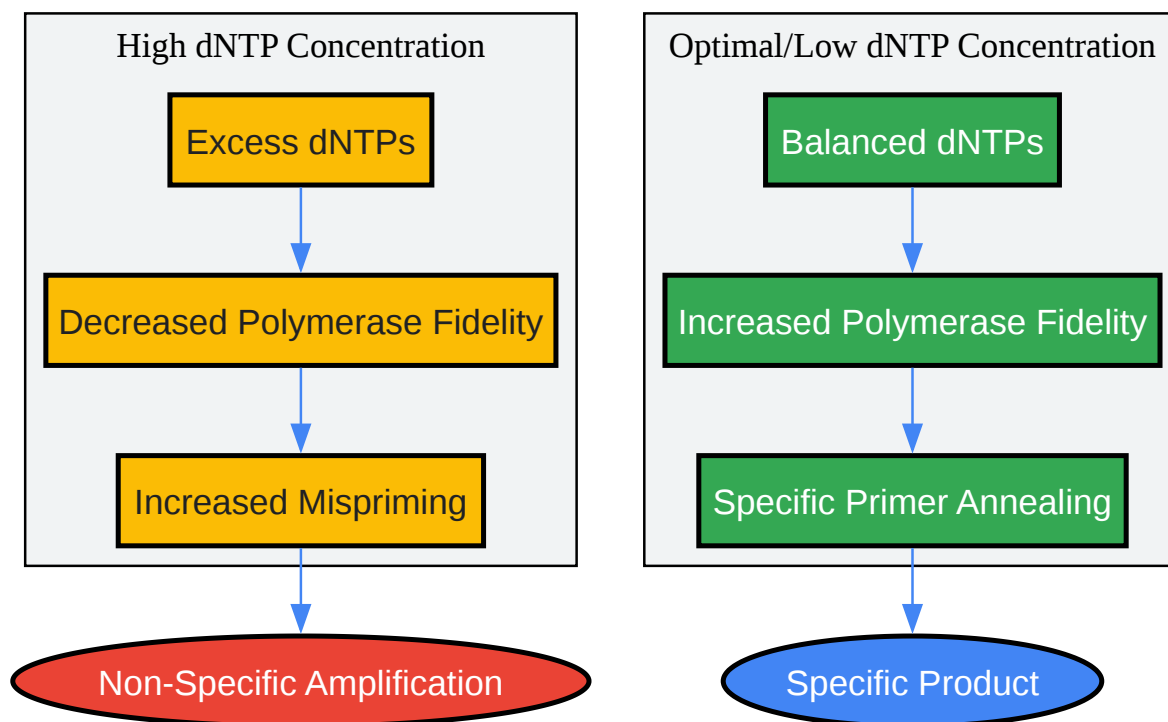 High dNTP Concentration
Excess dNTPs
Decreased Polymerase Fidelity
Increased Mispriming
Non-Specific Amplification
Optimal/Low dNTP Concentration
Balanced dNTPs
Increased Polymerase Fidelity
Specific Primer Annealing
Specific Product